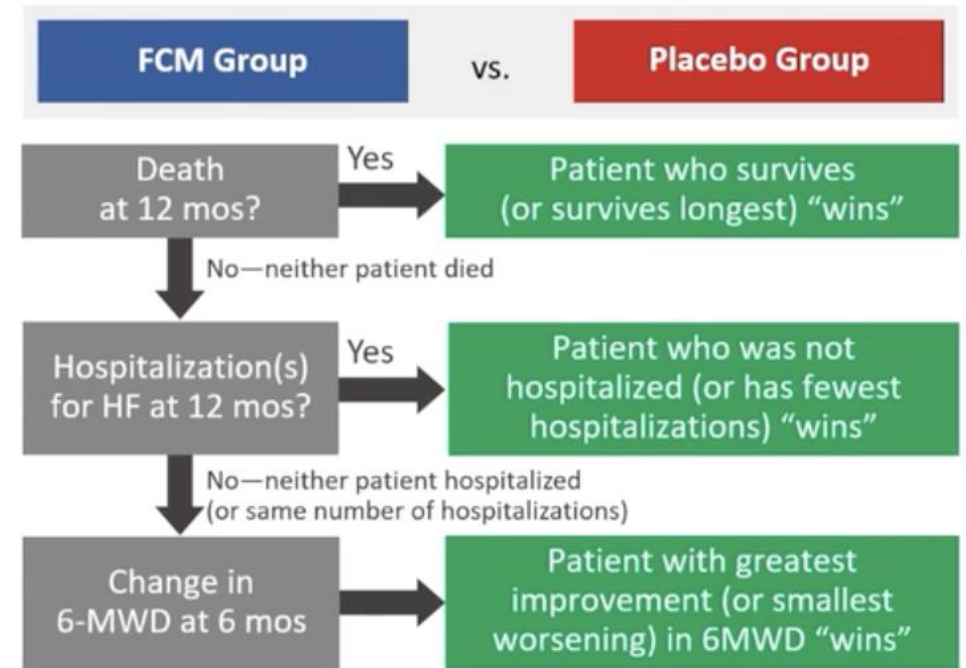 FCM Group
vs.
Placebo Group
Death
at 12 mos?
Yes
Patient who survives
(or survives longest) “wins”
No—neither patient died
Hospitalization(s)
for HF at 12 mos?
Yes
Patient who was not
hospitalized (or has fewest
hospitalizations) “wins”
No—neither patient hospitalized
(or same number of hospitalizations)
Change in
6-MWD at 6 mos
Patient with greatest
improvement (or smallest
worsening) in 6MWD “wins”